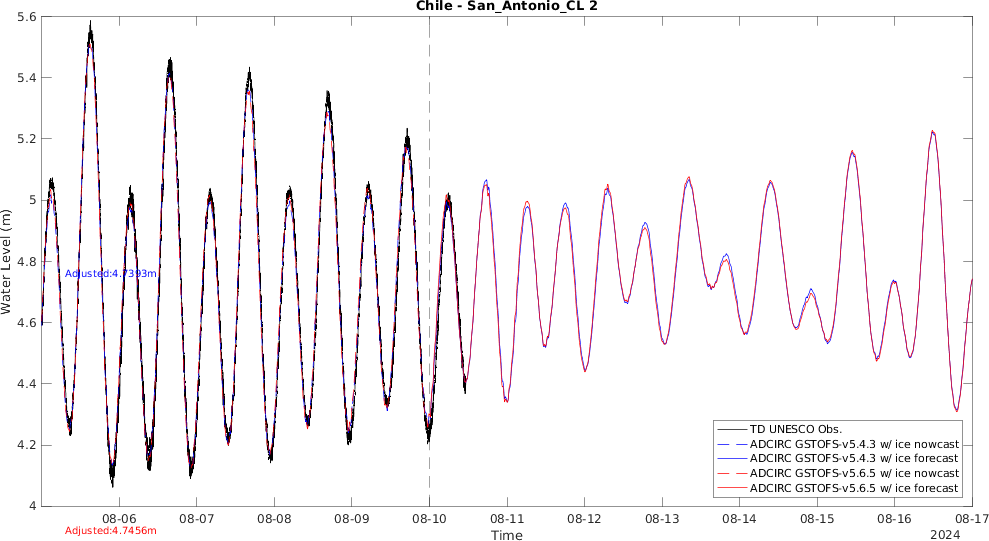 Chile - San_Antonio_CL 2
5.6
5.4
5.2
5
4.8
4.6
4.4
4.2
4
Water Level (m)
Adjusted:4.7393m
Adjusted:4.7456m
TD UNESCO Obs.
ADCIRC GSTOFS-v5.4.3 w/ ice nowcast
ADCIRC GSTOFS-v5.4.3 w/ ice forecast
ADCIRC GSTOFS-v5.6.5 w/ ice nowcast
ADCIRC GSTOFS-v5.6.5 w/ ice forecast
08-06 08-07 08-08 08-09 08-10 08-11 08-12 08-13 08-14 08-15 08-16 08-17
Time
2024